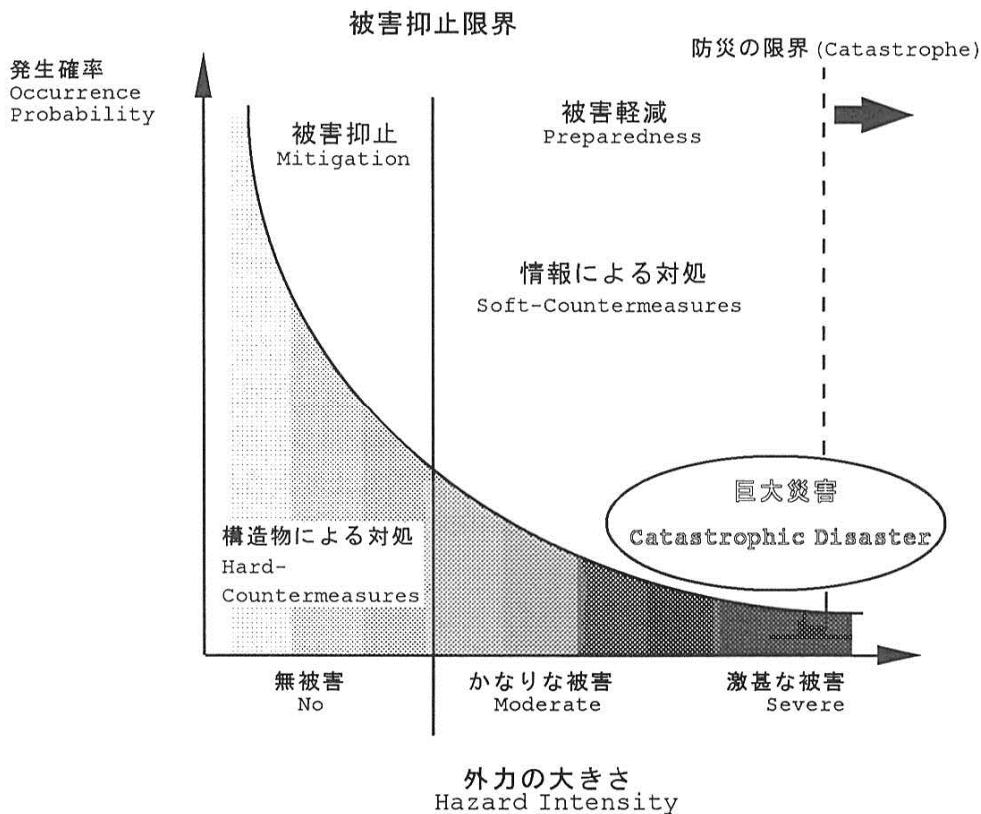 被害抑止限界
防災の限界 (Catastrophe)
発生確率
Occurrence
Probability
被害抑止
Mitigation
被害軽減
Preparedness
情報による対処
Soft-Countermeasures
巨大災害
Catastrophic Disaster
構造物による対処
Hard-
Countermeasures
無被害
No
かなりな被害
Moderate
激甚な被害
Severe
外力の大きさ
Hazard Intensity